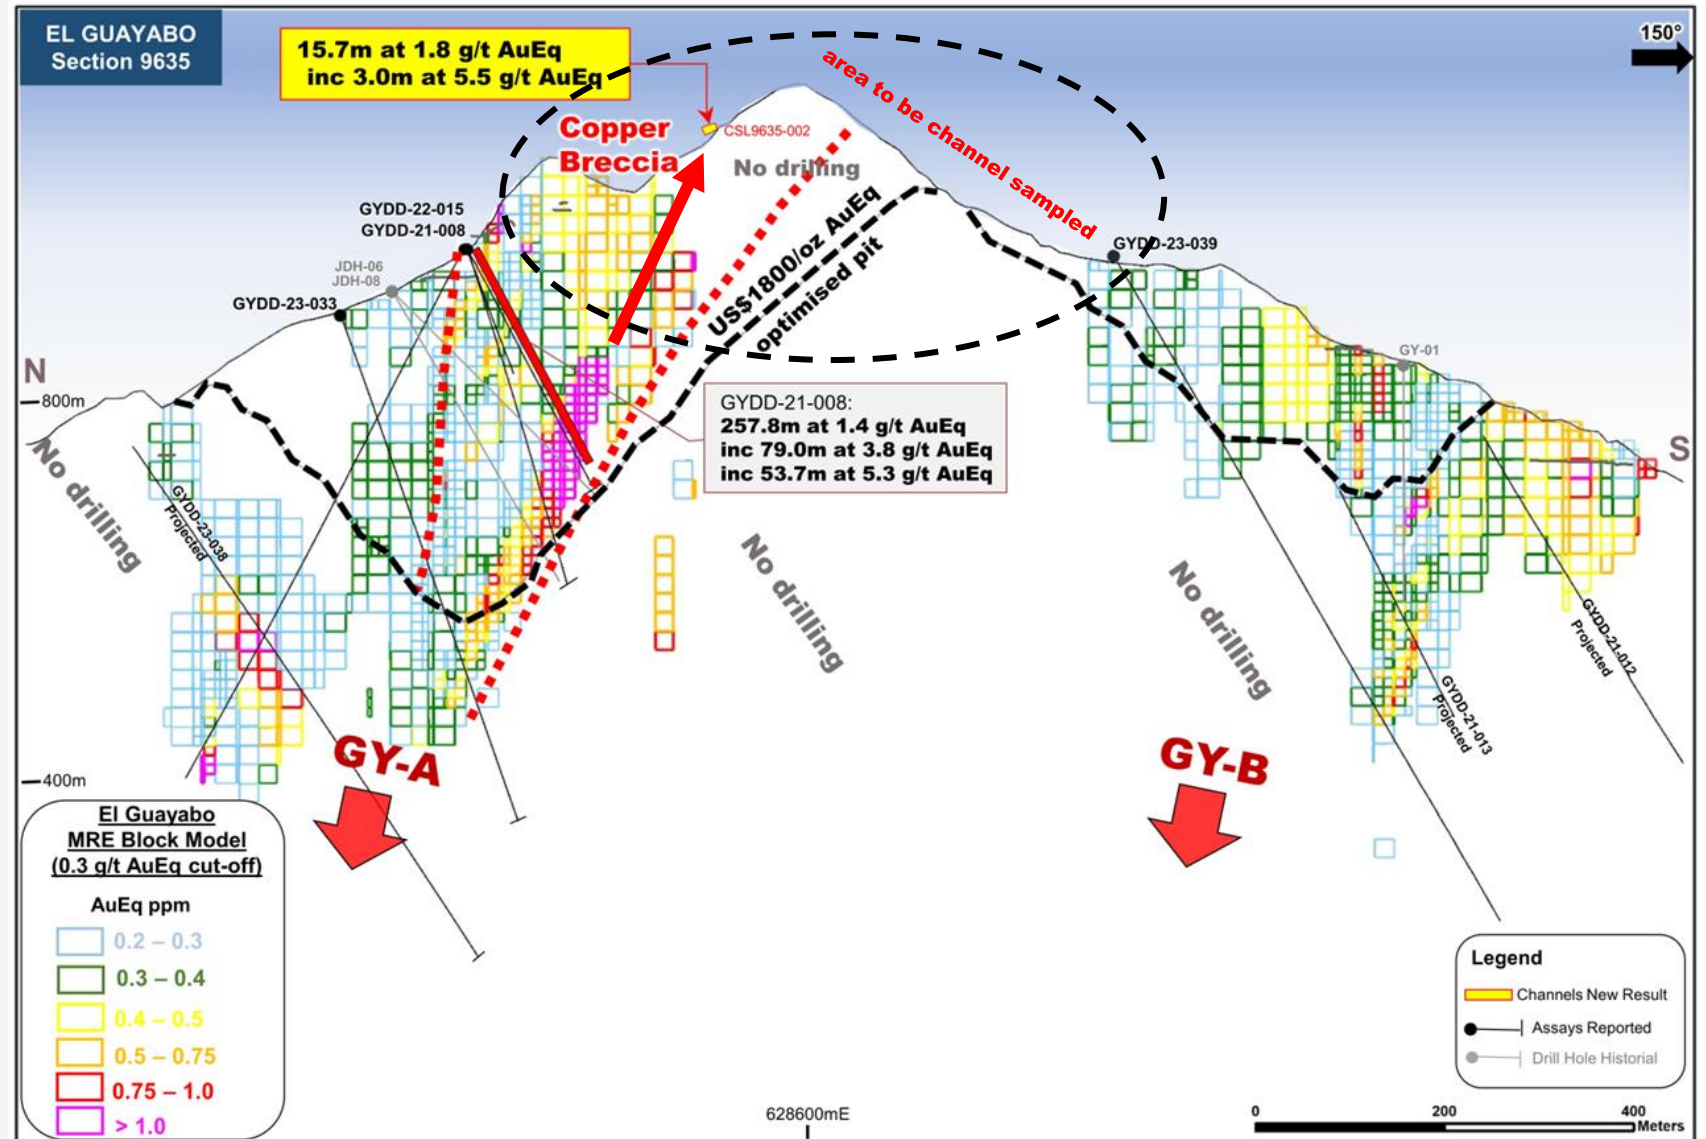 EL GUAYABO
Section 9635
15.7m at 1.8 g/t AuEq
inc 3.0m at 5.5 g/t AuEq
150°
area to be channel sampled
Copper
Breccia
CSL9635-002
No drilling
GYDD-22-015
GYDD-21-008
JDH-06
JDH-08
GYDD-23-033
GYDD-23-039
US$1800/oz AuEq
optimised pit
GY-01
N
800m
S
GYDD-21-008:
257.8m at 1.4 g/t AuEq
inc 79.0m at 3.8 g/t AuEq
inc 53.7m at 5.3 g/t AuEq
No drilling
GYDD-23-038
Projected
No drilling
No drilling
GYDD-21-012
Projected
GYDD-21-013
Projected
GY-A
GY-B
400m
El Guayabo
MRE Block Model
(0.3 g/t AuEq cut-off)
AuEq ppm
0.2 – 0.3
0.3 – 0.4
0.4 – 0.5
0.5 – 0.75
0.75 – 1.0
> 1.0
Legend
Channels New Result
Assays Reported
Drill Hole Historial
628600mE
0 200 400
Meters